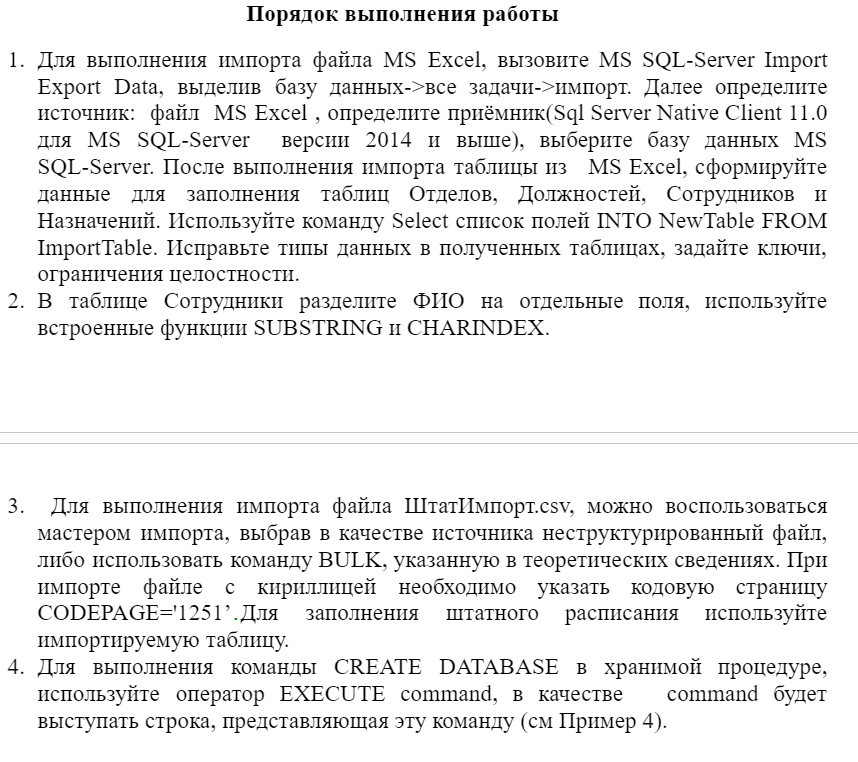 Порядок выполнения работы
1. Для выполнения импорта файла MS Excel, вызовите MS SQL-Server Import
Export Data, выделив базу данных->все задачи->импорт. Далее определите
источник: файл MS Excel , определите приёмник(Sql Server Native Client 11.0
для MS SQL-Server версии 2014 и выше), выберите базу данных MS
SQL-Server. После выполнения импорта таблицы из MS Excel, сформируйте
данные для заполнения таблиц Отделов, Должностей, Сотрудников и
Назначений. Используйте команду Select список полей INTO NewTable FROM
ImportTable. Исправьте типы данных в полученных таблицах, задайте ключи,
ограничения целостности.
2. В таблице Сотрудники разделите ФИО на отдельные поля, используйте
встроенные функции SUBSTRING и CHARINDEX.
3. Для выполнения импорта файла ШтатИмпорт.csv, можно воспользоваться
мастером импорта, выбрав в качестве источника неструктурированный файл,
либо использовать команду BULK, указанную в теоретических сведениях. При
импорте файле с кириллицей необходимо указать кодовую страницу
CODEPAGE='1251’.Для заполнения штатного расписания используйте
импортируемую таблицу.
4. Для выполнения команды CREATE DATABASE в хранимой процедуре,
используйте оператор EXECUTE command, в качестве command будет
выступать строка, представляющая эту команду (см Пример 4).